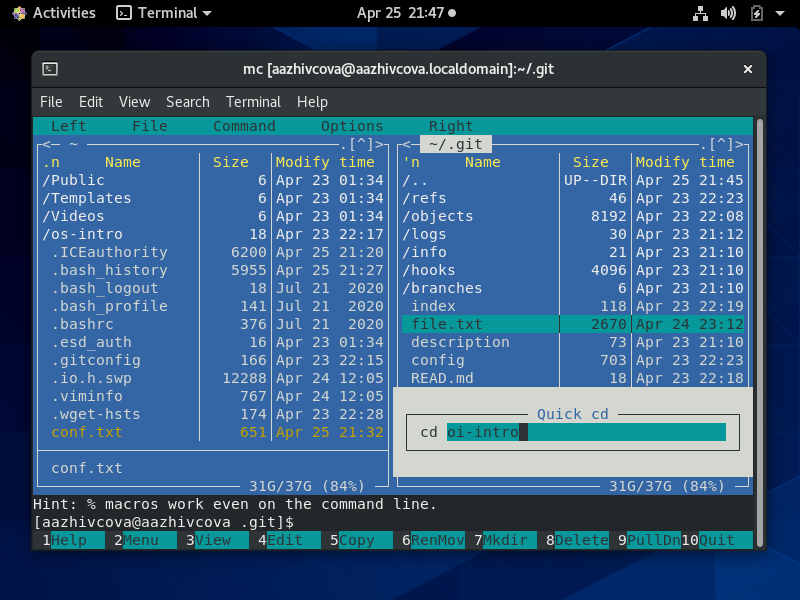 Activities Terminal Apr 25 21:47
mc [aazhivcova@aazhivcova.localdomain]:~/.git
File Edit View Search Terminal Help
Left File Command Options Right
<─ ~ .[^]>
.n Name Size Modify time
/Public 6 Apr 23 01:34
/Templates 6 Apr 23 01:34
/Videos 6 Apr 23 01:34
/os-intro 18 Apr 23 22:17
.ICEauthority 6200 Apr 25 21:20
.bash_history 5955 Apr 25 21:27
.bash_logout 18 Jul 21 2020
.bash_profile 141 Jul 21 2020
.bashrc 376 Jul 21 2020
.esd_auth 16 Apr 23 01:34
.gitconfig 166 Apr 23 22:15
.io.h.swp 12288 Apr 24 12:05
.viminfo 767 Apr 24 12:05
.wget-hsts 174 Apr 23 22:28
conf.txt 651 Apr 25 21:32
conf.txt
31G/37G (84%)
<─ ~/.git .[^]>
'n Name Size Modify time
/.. UP--DIR Apr 25 21:45
/refs 46 Apr 23 22:23
/objects 8192 Apr 23 22:08
/logs 30 Apr 23 21:12
/info 21 Apr 23 21:10
/hooks 4096 Apr 23 21:10
/branches 6 Apr 23 21:10
index 118 Apr 23 22:19
file.txt 2670 Apr 24 23:12
description 73 Apr 23 21:10
config 703 Apr 23 22:23
READ.md 18 Apr 23 22:18
Quick cd
cd oi-intro
31G/37G (84%)
Hint: % macros work even on the command line.
[aazhivcova@aazhivcova .git]$
1Help 2Menu 3View 4Edit 5Copy 6RenMov 7Mkdir 8Delete 9PullDn 10Quit